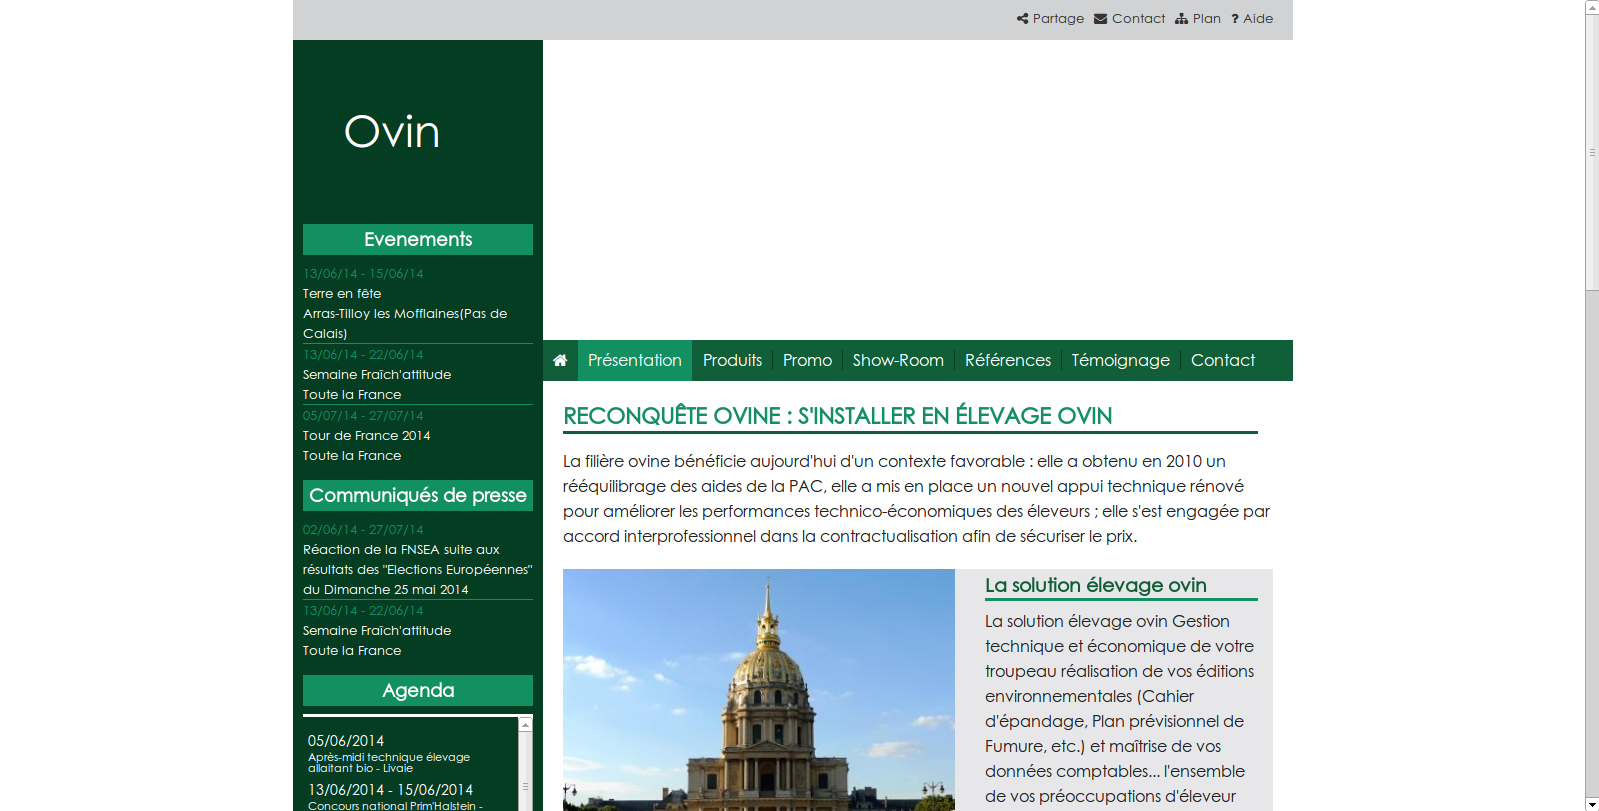 Partage Contact Plan ? Aide
Ovin
Evenements
13/06/14 - 15/06/14
Terre en fête
Arras-Tilloy les Mofflaines(Pas de
Calais)
13/06/14 - 22/06/14
Semaine Fraîch'attitude
Toute la France
05/07/14 - 27/07/14
Tour de France 2014
Toute la France
Communiqués de presse
02/06/14 - 27/07/14
Réaction de la FNSEA suite aux
résultats des "Elections Européennes"
du Dimanche 25 mai 2014
13/06/14 - 22/06/14
Semaine Fraîch'attitude
Toute la France
Agenda
05/06/2014
Après-midi technique élevage
allaitant bio - Livaie
13/06/2014 - 15/06/2014
Concours national Prim'Halstein -
Présentation Produits Promo Show-Room Références Témoignage Contact
RECONQUÊTE OVINE : S'INSTALLER EN ÉLEVAGE OVIN
La filière ovine bénéficie aujourd'hui d'un contexte favorable : elle a obtenu en 2010 un
rééquilibrage des aides de la PAC, elle a mis en place un nouvel appui technique rénové
pour améliorer les performances technico-économiques des éleveurs ; elle s'est engagée par
accord interprofessionnel dans la contractualisation afin de sécuriser le prix.
La solution élevage ovin
La solution élevage ovin Gestion
technique et économique de votre
troupeau réalisation de vos éditions
environnementales (Cahier
d'épandage, Plan prévisionnel de
Fumure, etc.) et maîtrise de vos
données comptables... l'ensemble
de vos préoccupations d'éleveur